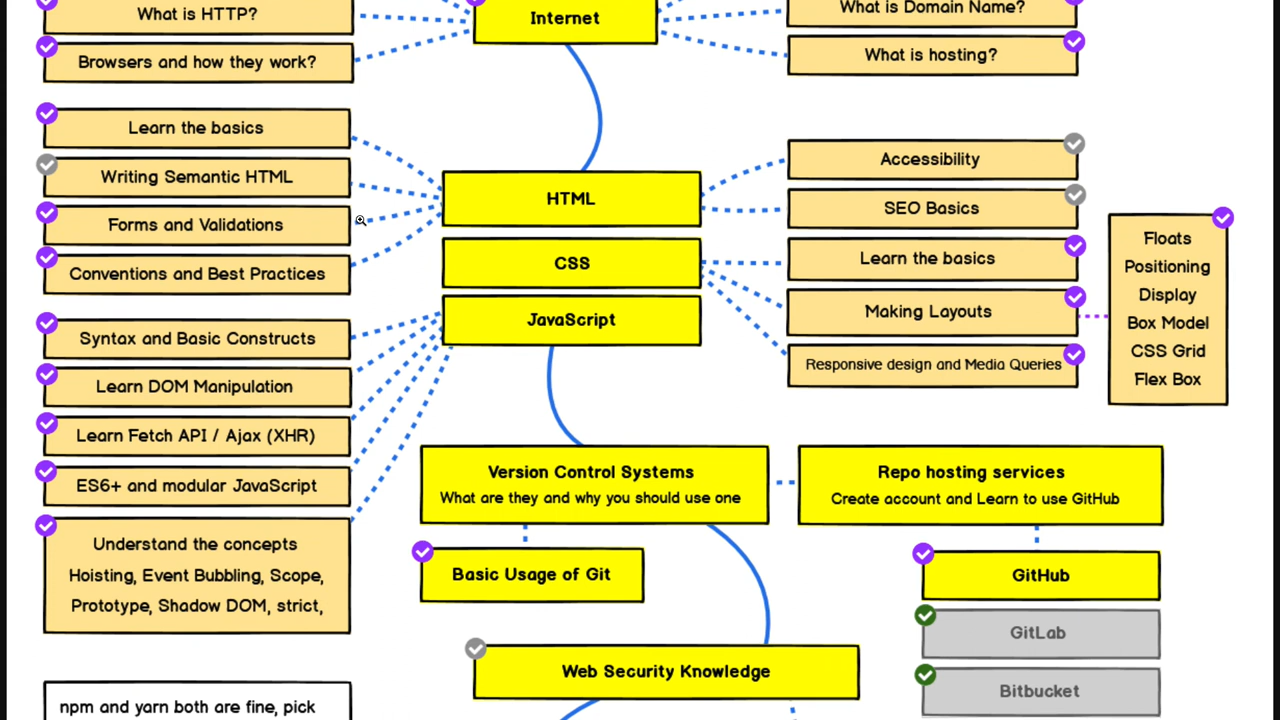 What is HTTP?
Internet
What is Domain Name?
Browsers and how they work?
What is hosting?
Learn the basics
Writing Semantic HTML
Forms and Validations
Conventions and Best Practices
HTML
CSS
JavaScript
Accessibility
SEO Basics
Learn the basics
Making Layouts
Responsive design and Media Queries
Floats
Positioning
Display
Box Model
CSS Grid
Flex Box
Syntax and Basic Constructs
Learn DOM Manipulation
Learn Fetch API / Ajax (XHR)
ES6+ and modular JavaScript
Understand the concepts
Hoisting, Event Bubbling, Scope,
Prototype, Shadow DOM, strict,
Version Control Systems
What are they and why you should use one
Repo hosting services
Create account and Learn to use GitHub
Basic Usage of Git
GitHub
GitLab
Bitbucket
Web Security Knowledge
npm and yarn both are fine, pick